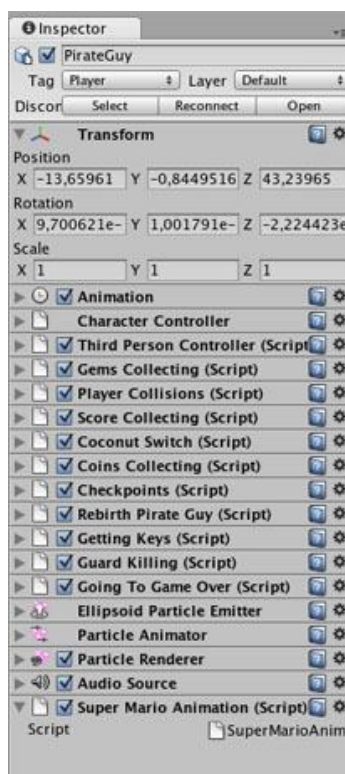 Inspector
PirateGuy
Tag Player Layer Default
Discon Select Reconnect Open
Transform
Position
X -13,65961 Y -0,8449516 Z 43,23965
Rotation
X 9,700621e- Y 1,001791e- Z -2,224423e
Scale
X 1 Y 1 Z 1
Animation
Character Controller
Third Person Controller (Script
Gems Collecting (Script)
Player Collisions (Script)
Score Collecting (Script)
Coconut Switch (Script)
Coins Collecting (Script)
Checkpoints (Script)
Rebirth Pirate Guy (Script)
Getting Keys (Script)
Guard Killing (Script)
Going To Game Over (Script)
Ellipsoid Particle Emitter
Particle Animator
Particle Renderer
Audio Source
Super Mario Animation (Script)
Script SuperMarioAnim